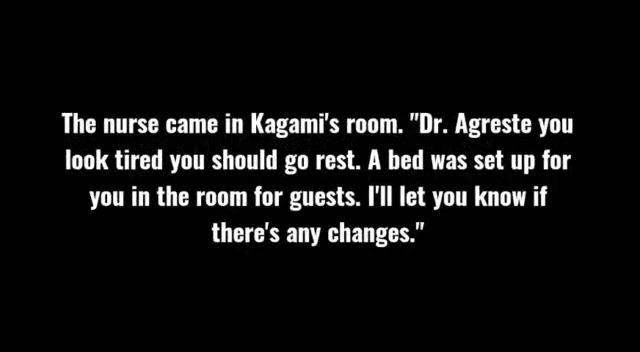 The nurse came in Kagami's room. "Dr. Agreste you
look tired you should go rest. A bed was set up for
you in the room for guests. I'll let you know if
there's any changes."